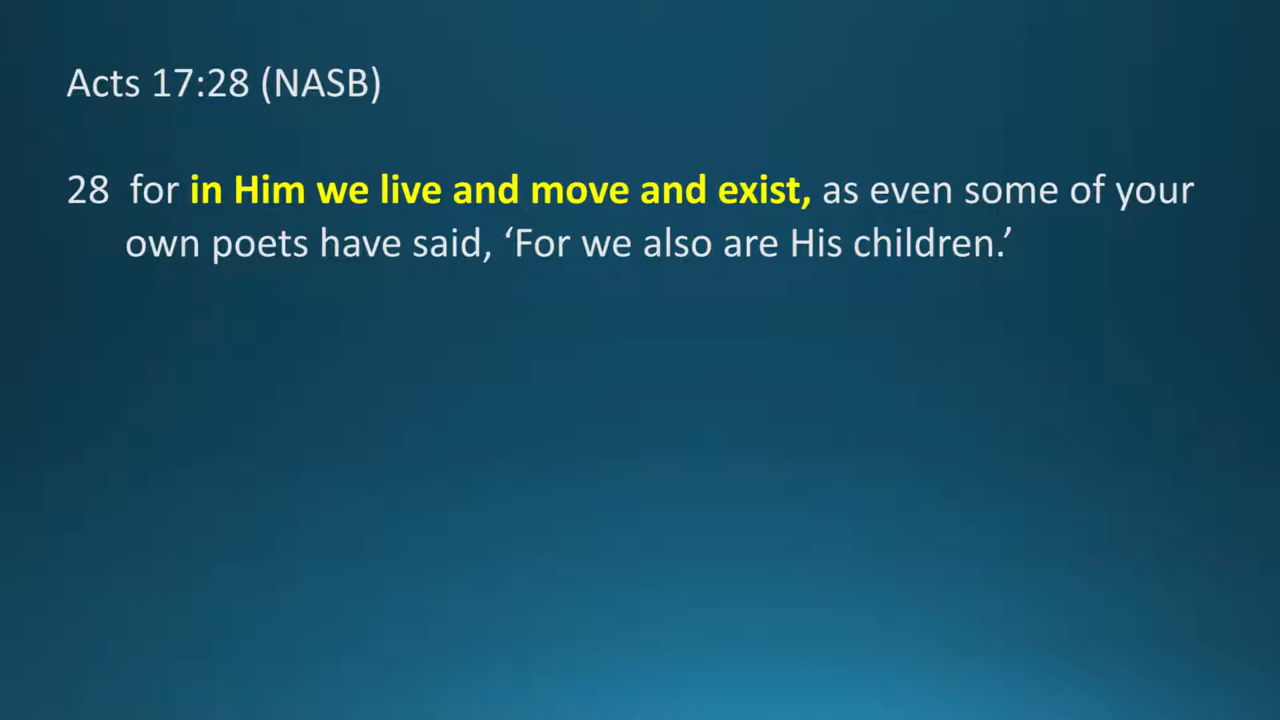 Acts 17:28 (NASB)
28 for in Him we live and move and exist, as even some of your
own poets have said, ‘For we also are His children.’